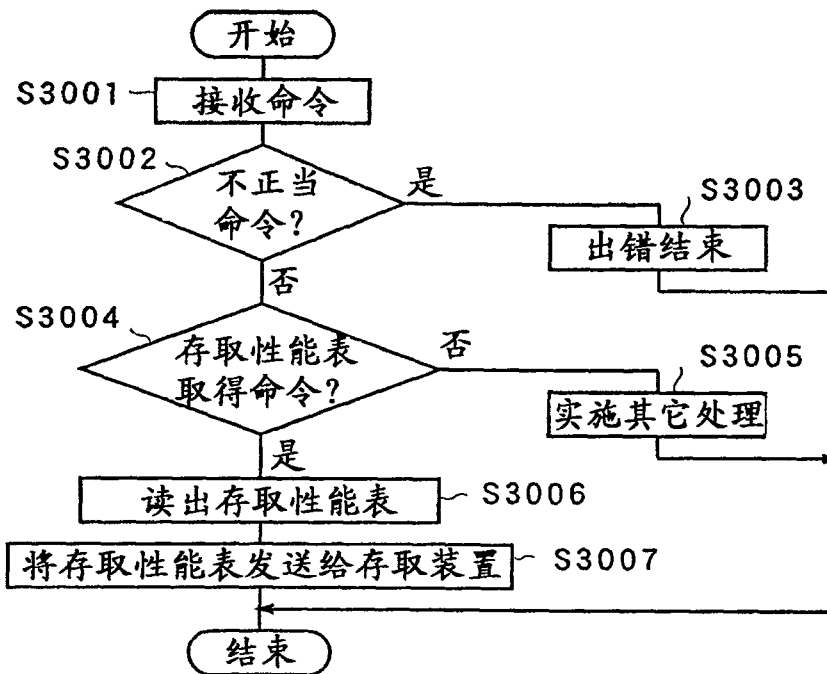 开始
S3001
接收命令
S3002
不正当
命令?
是
S3003
出错结束
否
S3004
存取性能表
取得命令?
否
S3005
实施其它处理
是
读出存取性能表
S3006
将存取性能表发送给存取装置
S3007
结束